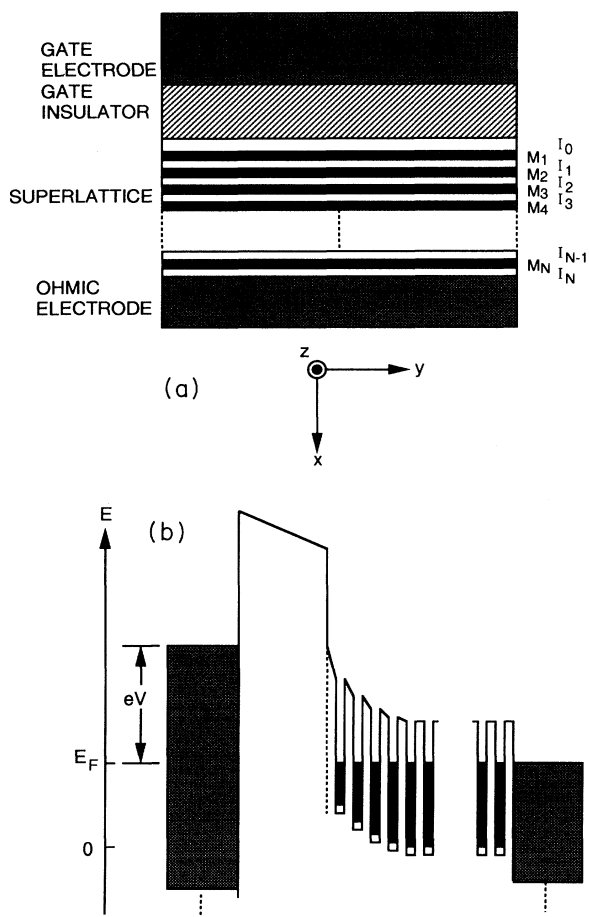 GATE
ELECTRODE
GATE
INSULATOR
I0
M1 I1
M2 I2
M3 I3
M4
SUPERLATTICE
IN-1
MN IN
OHMIC
ELECTRODE
z
y
x
(a)
E
(b)
eV
EF
0